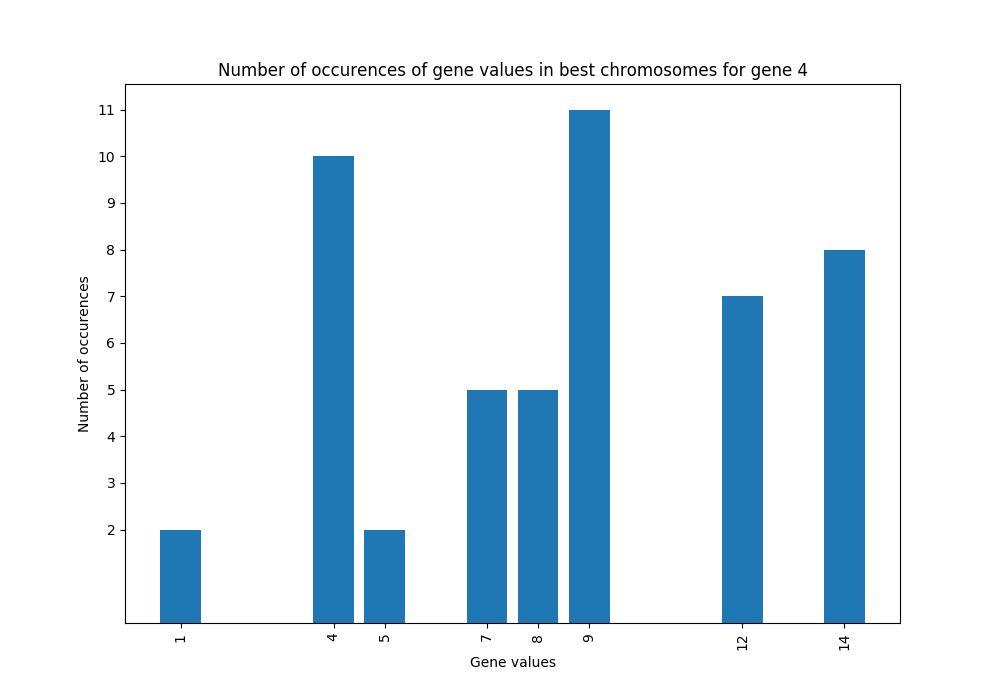 Number of occurences of gene values in best chromosomes for gene 4
11
10
9
8
7
6
5
4
3
2
Number of occurences
1 4 5 7 8 9 12 14
Gene values